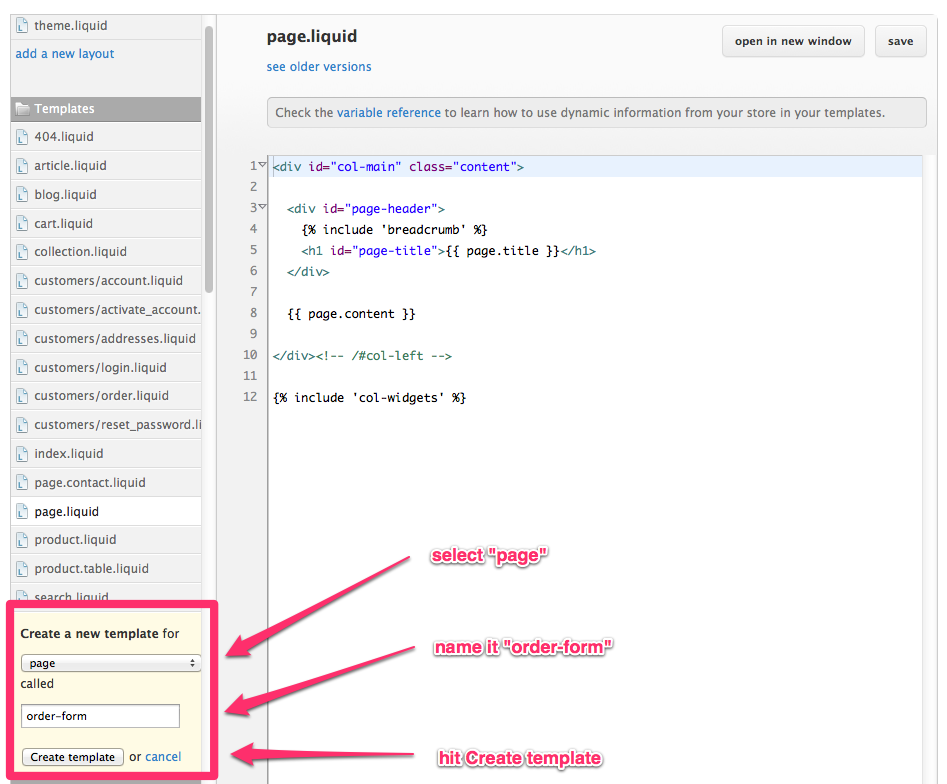 theme.liquid
add a new layout
Templates
404.liquid
article.liquid
blog.liquid
cart.liquid
collection.liquid
customers/account.liquid
customers/activate_account.
customers/addresses.liquid
customers/login.liquid
customers/order.liquid
customers/reset_password.li
index.liquid
page.contact.liquid
page.liquid
product.liquid
product.table.liquid
search.liquid
Create a new template for
page
called
order-form
Create template or cancel
page.liquid
see older versions
open in new window
save
Check the variable reference to learn how to use dynamic information from your store in your templates.
1 <div id="col-main" class="content">
2
3 <div id="page-header">
4 {% include 'breadcrumb' %}
5 <h1 id="page-title">{{ page.title }}</h1>
6 </div>
7
8 {{ page.content }}
9
10 </div><!-- /#col-left -->
11
12 {% include 'col-widgets' %}
select "page"
name it "order-form"
hit Create template